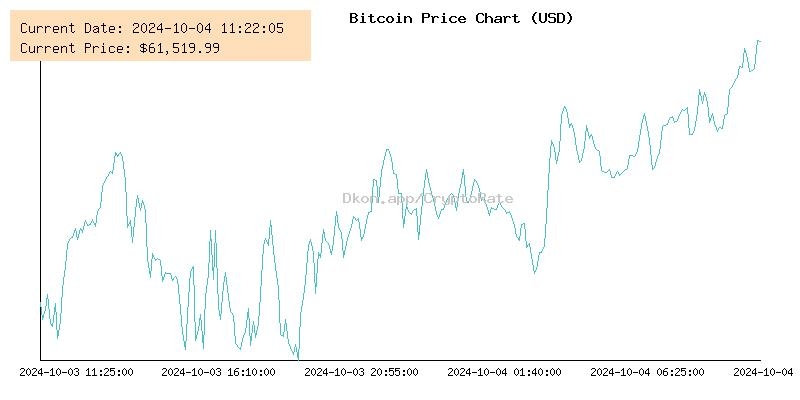 Bitcoin Price Chart (USD)
Current Date: 2024-10-04 11:22:05
Current Price: $61,519.99
Dkon.app/CryptoRate
2024-10-03 11:25:00 2024-10-03 16:10:00 2024-10-03 20:55:00 2024-10-04 01:40:00 2024-10-04 06:25:00 2024-10-04